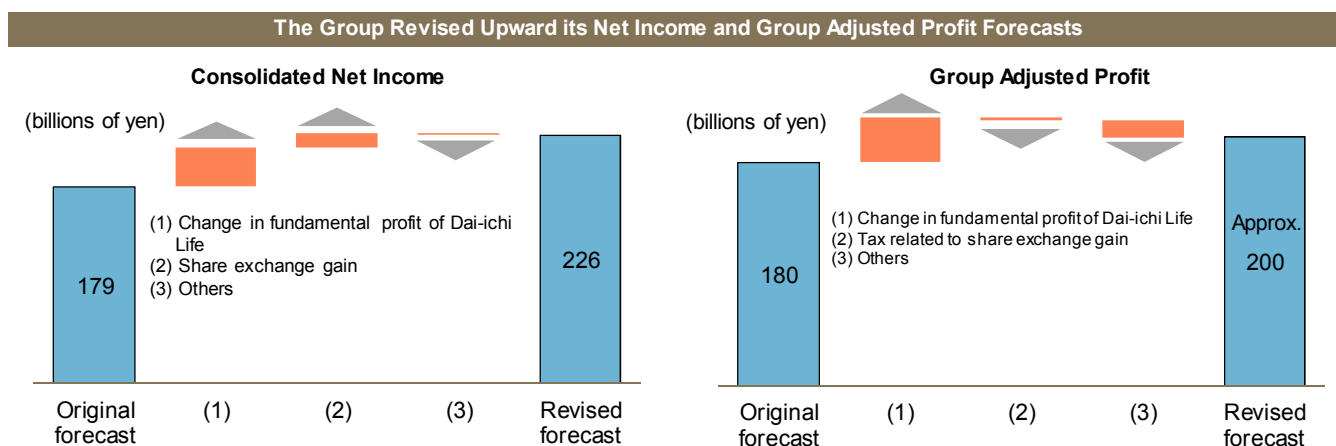 The Group Revised Upward its Net Income and Group Adjusted Profit Forecasts
Consolidated Net Income
(billions of yen)
(1) Change in fundamental profit of Dai-ichi
Life
(2) Share exchange gain
(3) Others
179
226
Original
forecast
(1)
(2)
(3)
Revised
forecast
Group Adjusted Profit
(billions of yen)
(1) Change in fundamental profit of Dai-ichi Life
(2) Tax related to share exchange gain
(3) Others
180
Approx.
200
Original
forecast
(1)
(2)
(3)
Revised
forecast